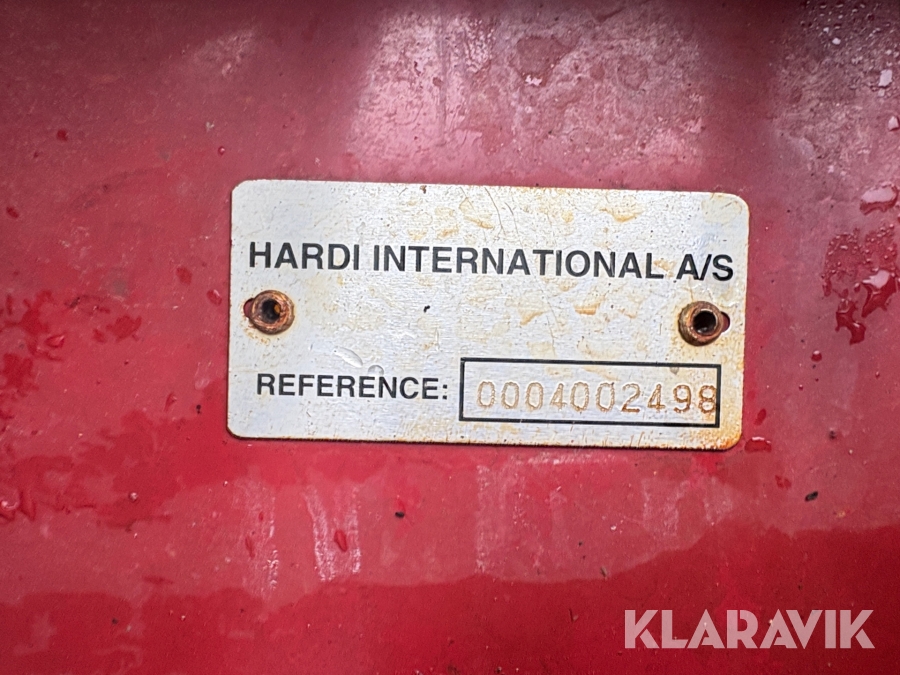 HARDI INTERNATIONAL A/S
REFERENCE: 0004002498
KLARAVIK